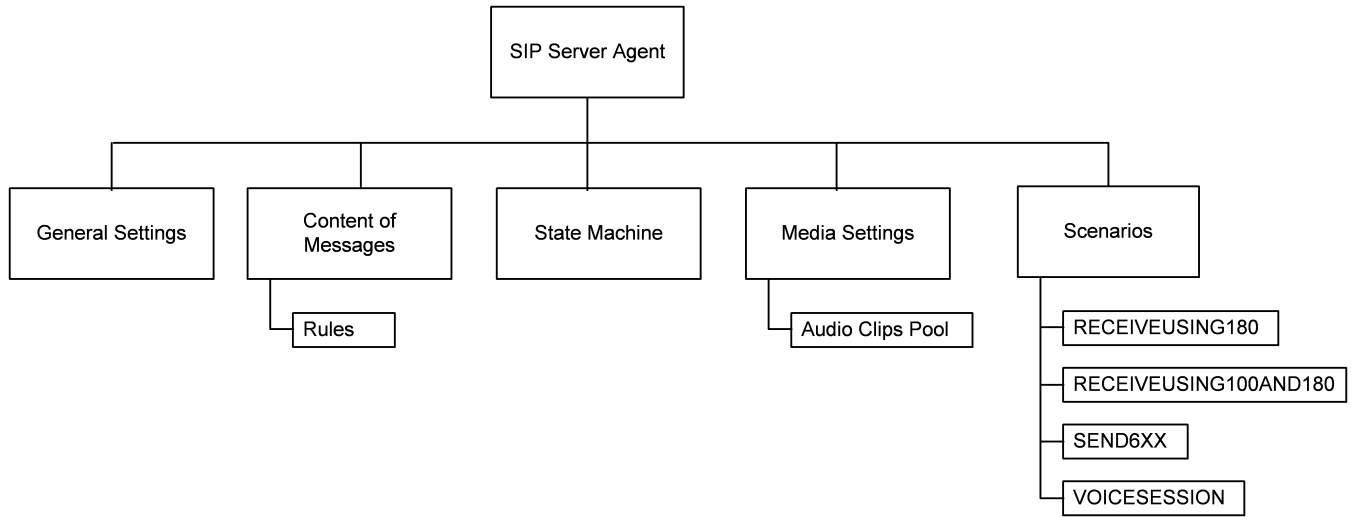 SIP Server Agent
General Settings
Content of
Messages
State Machine
Media Settings
Scenarios
Rules
Audio Clips Pool
RECEIVEUSING180
RECEIVEUSING100AND180
SEND6XX
VOICESESSION